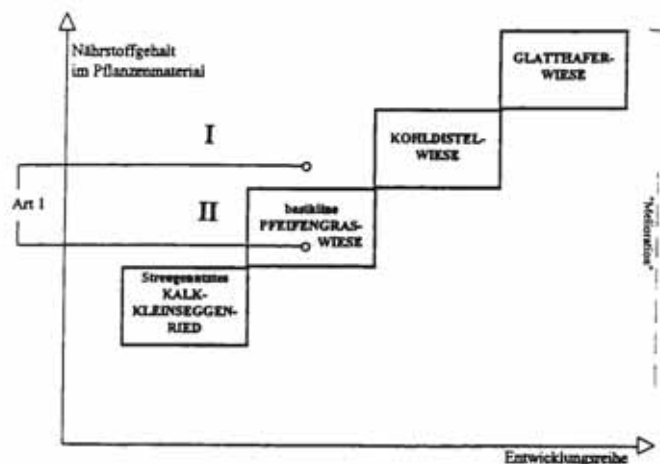 Nährstoffgehalt
im Pflanzenmaterial
GLATTHAFER-
WIESE
I
KOHLDISTEL-
WIESE
Art 1
II
basikline
PFEIFENGRAS-
WIESE
"Melioration"
Streugenutztes
KALK-
KLEINSEGGEN-
RIED
Entwicklungsreihe